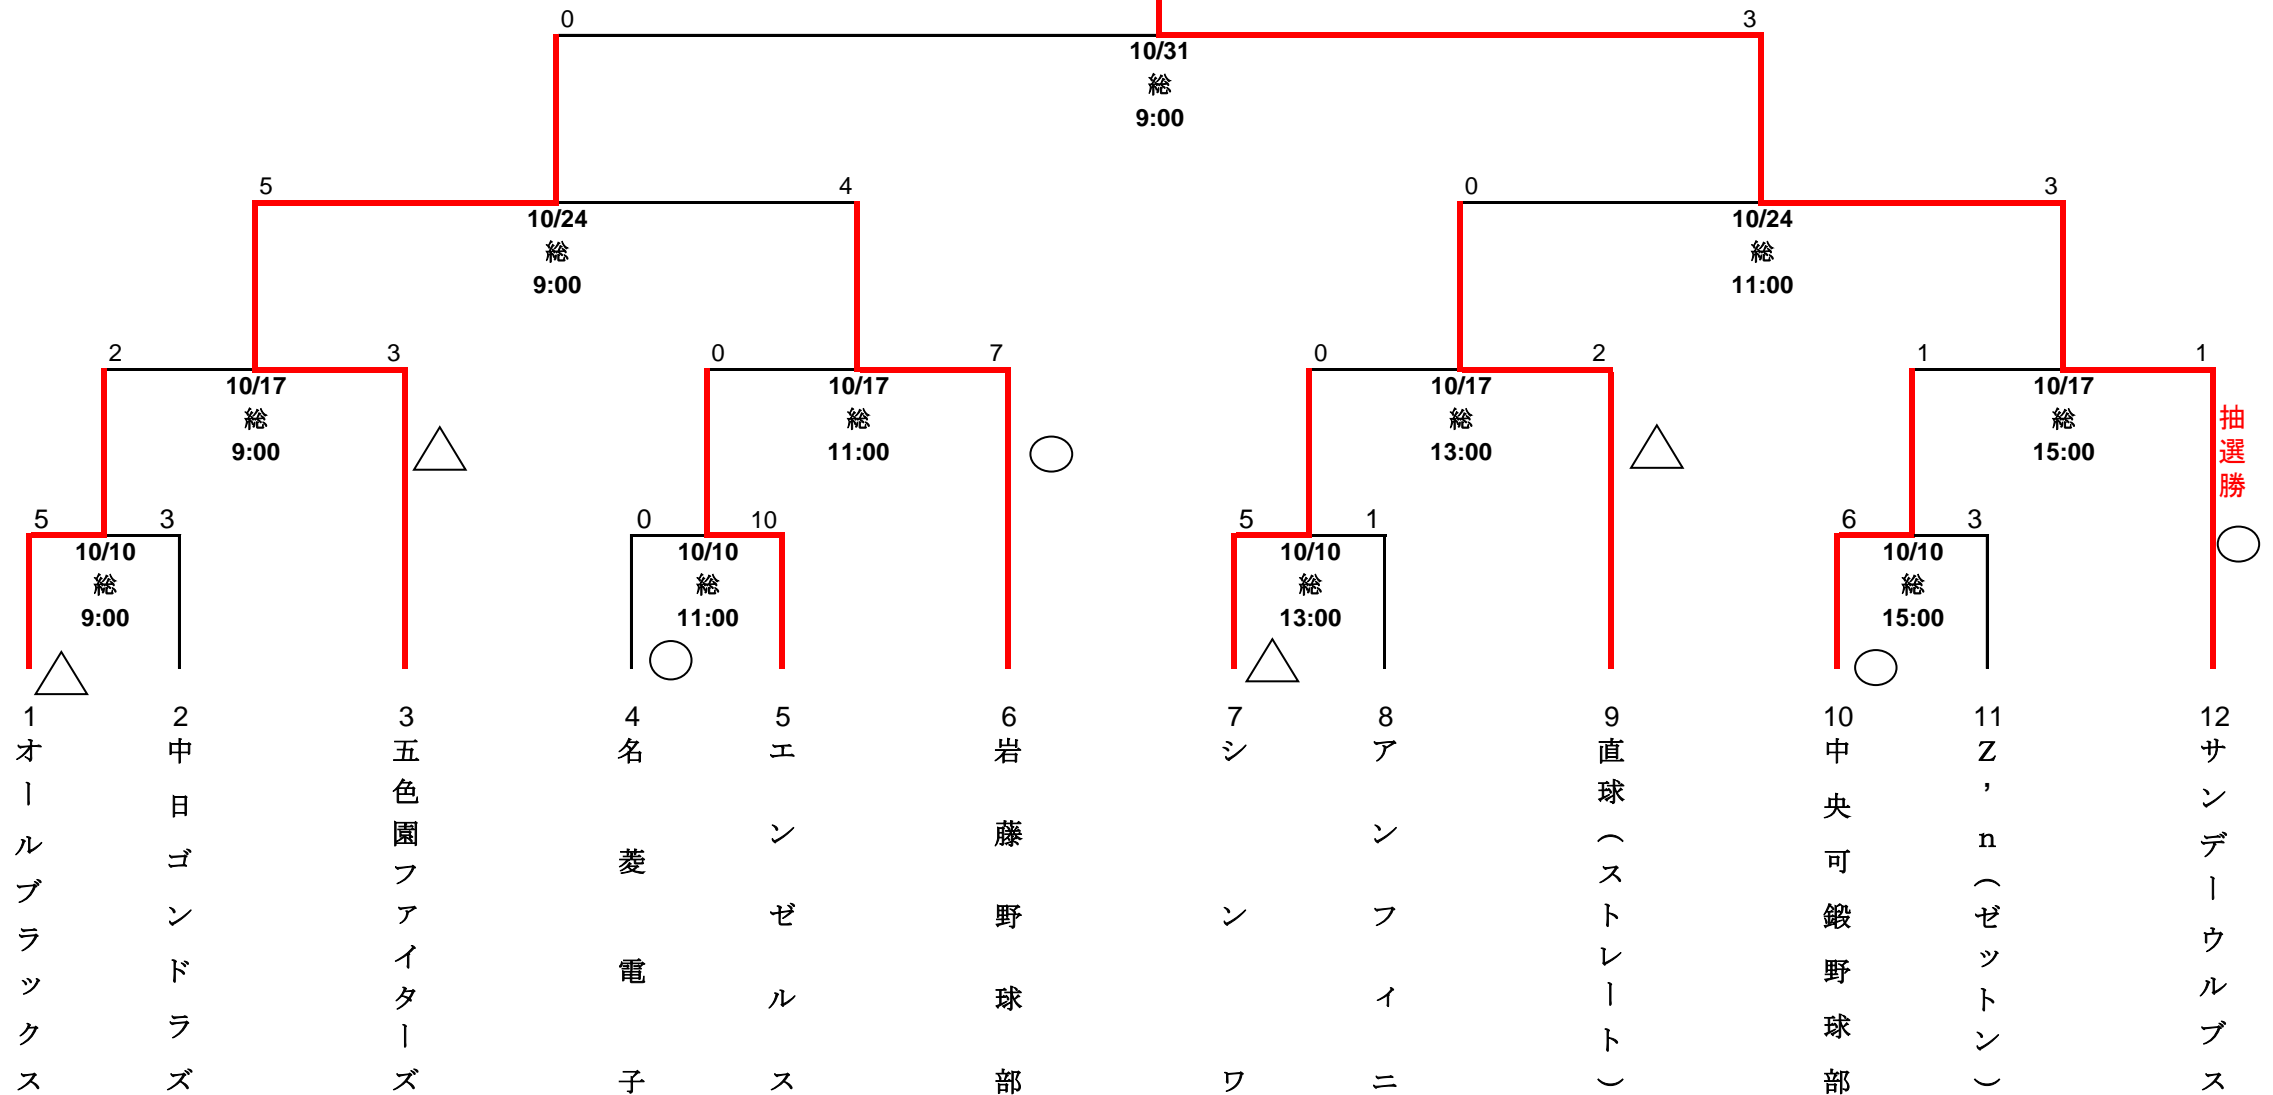 0 3
10/31
総
9:00
5 4 0 3
10/24 10/24
総 総
9:00 11:00
2 3 0 7 0 2 1 1
10/17 10/17 10/17 10/17
総 総 総 総
9:00 11:00 13:00 15:00
抽選勝
5 3 0 10 5 1 6 3
10/10 10/10 10/10 10/10
総 総 総 総
9:00 11:00 13:00 15:00
1 2 3 4 5 6 7 8 9 10 11 12
オールブラックス
中日ゴンドラズ
五色園ファイターズ
名菱電子
エンゼルス
岩藤野球部
シンワ
アンフィニ
直球（ストレート）
中央可鍛野球部
Z’n（ゼットン）
サンデーウルブス